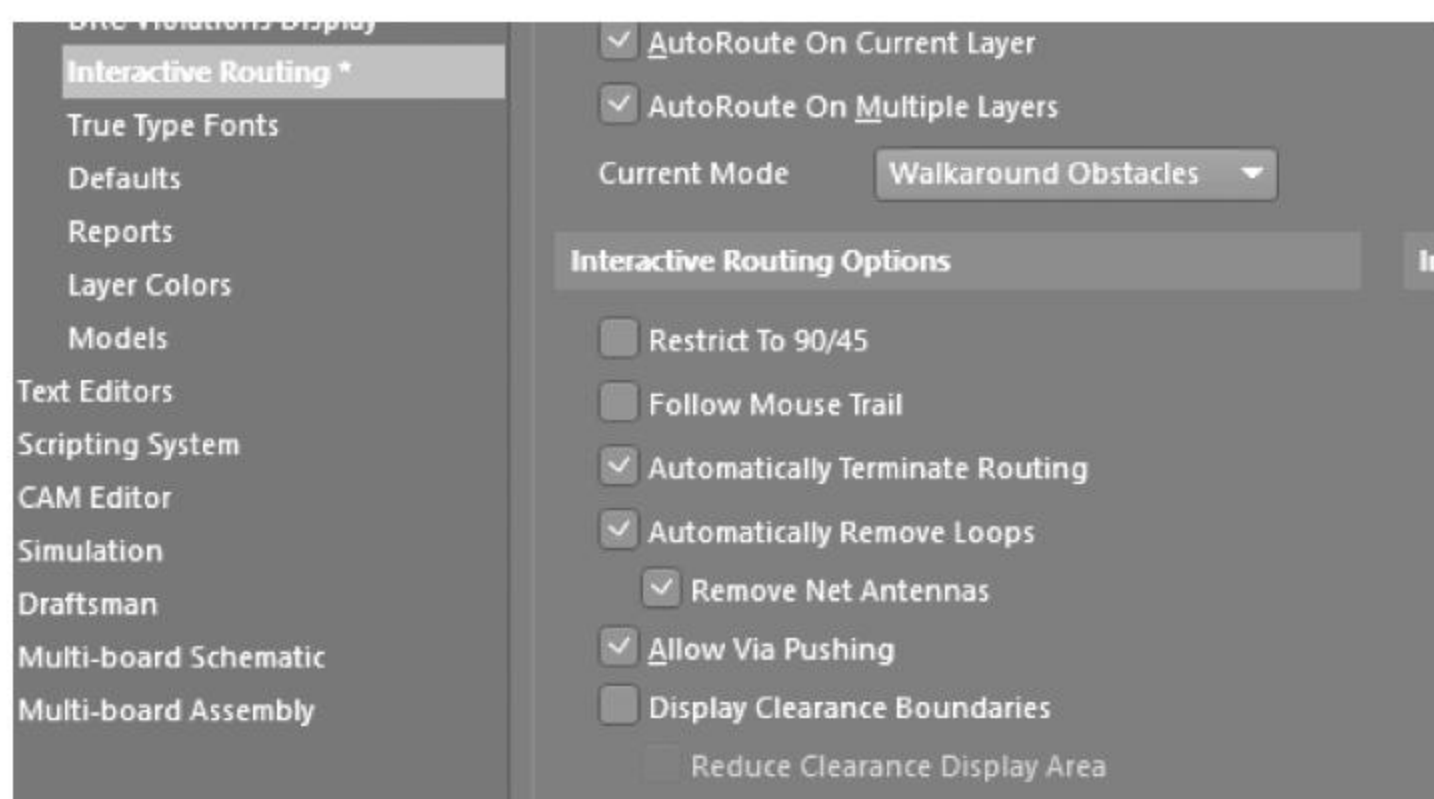 DRC Violations Display
Interactive Routing *
True Type Fonts
Defaults
Reports
Layer Colors
Models
Text Editors
Scripting System
CAM Editor
Simulation
Draftsman
Multi-board Schematic
Multi-board Assembly
AutoRoute On Current Layer
AutoRoute On Multiple Layers
Current Mode Walkaround Obstacles
Interactive Routing Options
Restrict To 90/45
Follow Mouse Trail
Automatically Terminate Routing
Automatically Remove Loops
Remove Net Antennas
Allow Via Pushing
Display Clearance Boundaries
Reduce Clearance Display Area